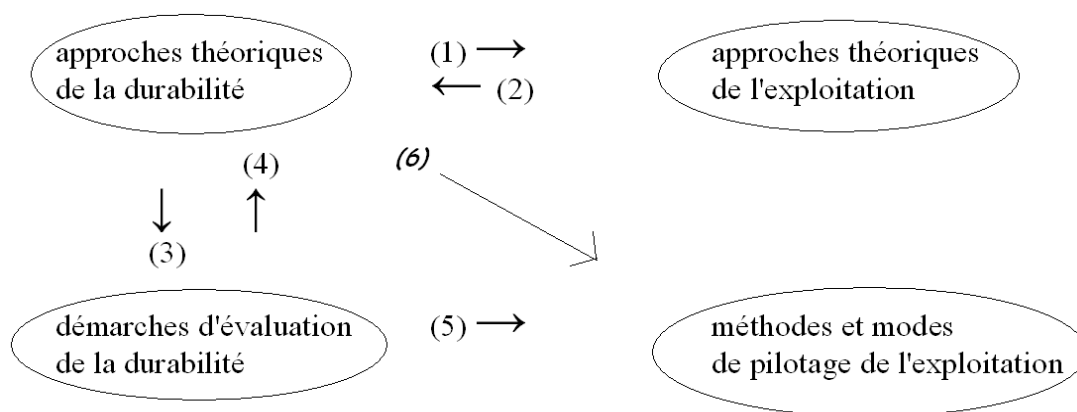 approches théoriques
de la durabilité
(1) →
← (2)
approches théoriques
de l'exploitation
(4)
(6)
↓ ↑
(3)
démarches d'évaluation
de la durabilité
(5) →
méthodes et modes
de pilotage de l'exploitation